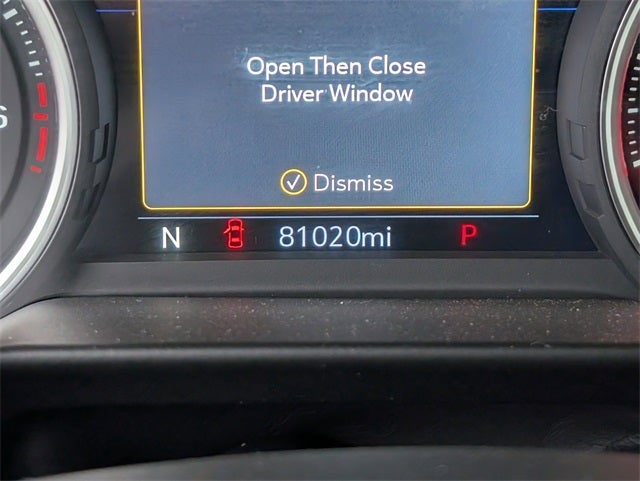 Open Then Close
Driver Window
Dismiss
N 81020mi P